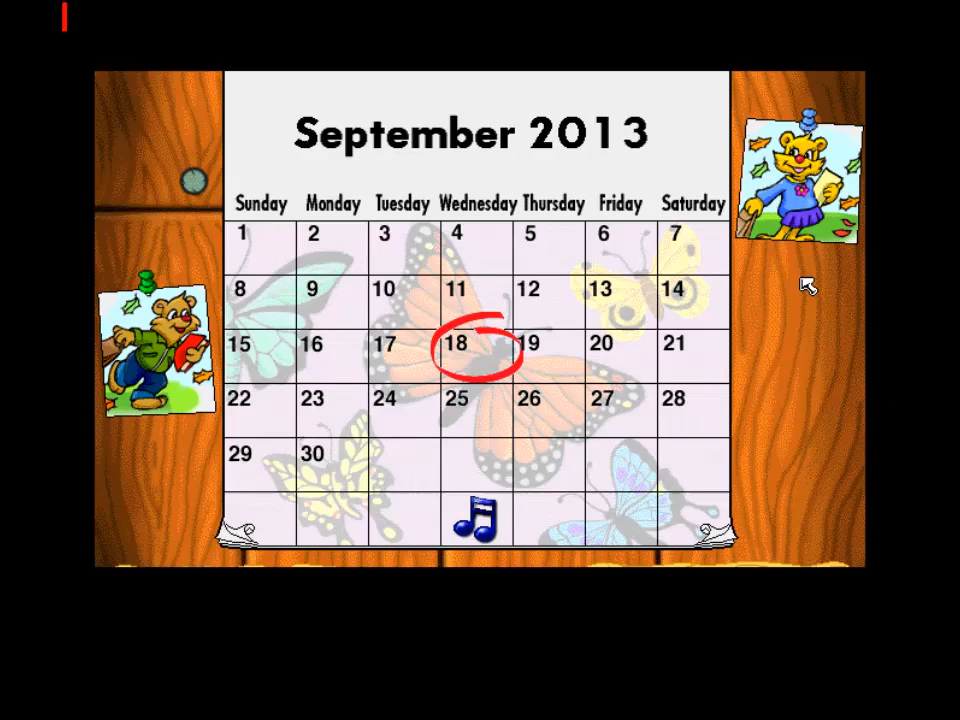 September 2013
Sunday Monday Tuesday Wednesday Thursday Friday Saturday
1 2 3 4 5 6 7
8 9 10 11 12 13 14
15 16 17 18 19 20 21
22 23 24 25 26 27 28
29 30